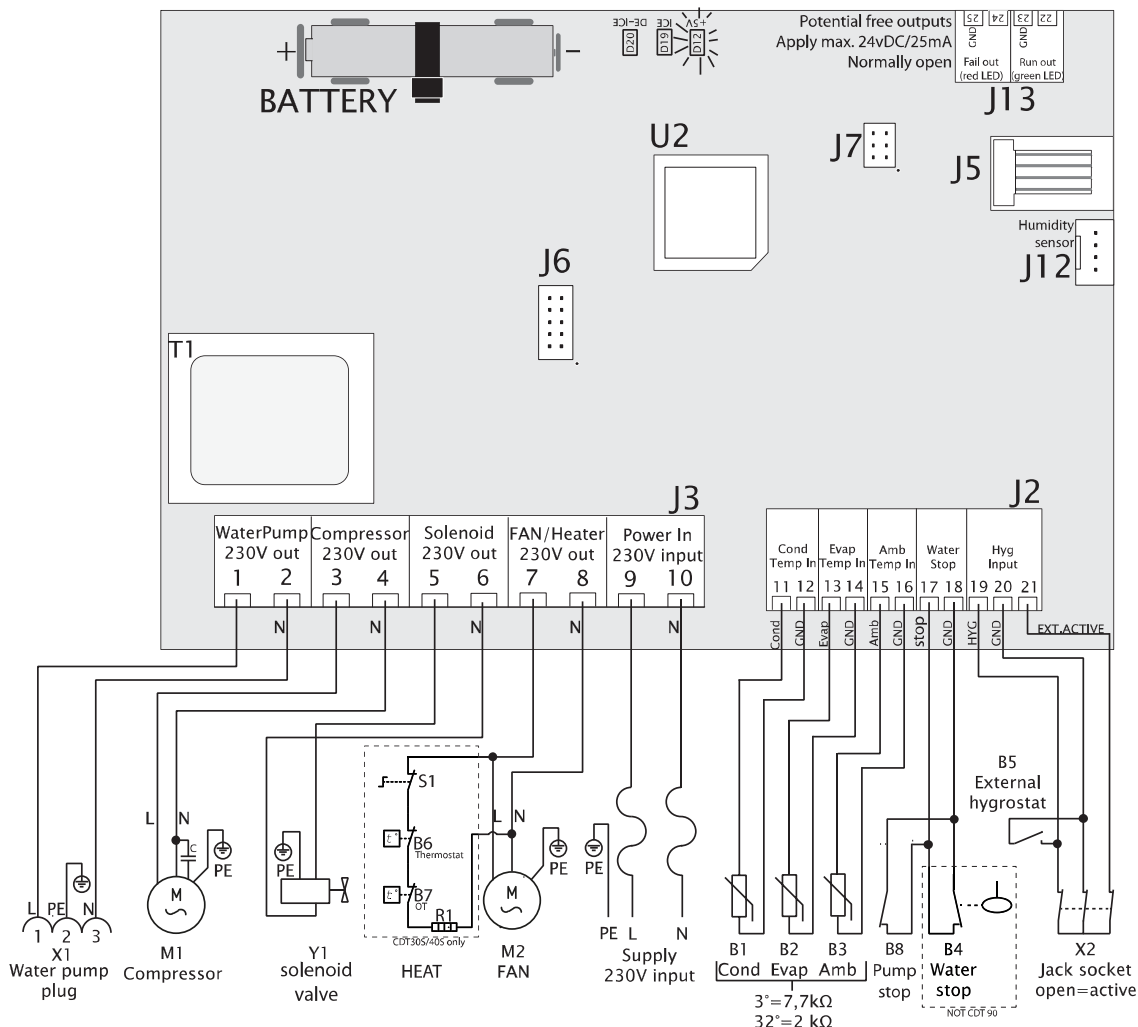 +
-
BATTERY
DE-ICE
ICE
+5V
D20
D19
D12
Potential free outputs
Apply max. 24vDC/25mA
Normally open
25 24 23 22
GND GND
Fail out
(red LED)
Run out
(green LED)
J13
U2
J7
J5
Humidity
sensor
J12
J6
T1
J3
J2
WaterPump
230V out
1 2
Compressor
230V out
3 4
Solenoid
230V out
5 6
FAN/Heater
230V out
7 8
Power In
230V input
9 10
Cond
Temp In
11 12
Evap
Temp In
13 14
Amb
Temp In
15 16
Water
Stop
17 18
Hyg
Input
19 20 21
N N N N N
Cond GND Evap GND Amb GND stop GND HYG GND
EXT.ACTIVE
S1
B6
Thermostat
B7
OT
R1
t°
t°
CDT30S/40S only
HEAT
L N
C
PE
M
M1
Compressor
L PE N
1 2 3
X1
Water pump
plug
PE
Y1
solenoid
valve
L N
PE
M
M2
FAN
PE
PE L N
Supply
230V input
B1 B2 B3
Cond Evap Amb
3°=7,7kΩ
32°=2 kΩ
B8
Pump
stop
B4
Water
stop
NOT CDT 90
B5
External
hygrostat
X2
Jack socket
open=active